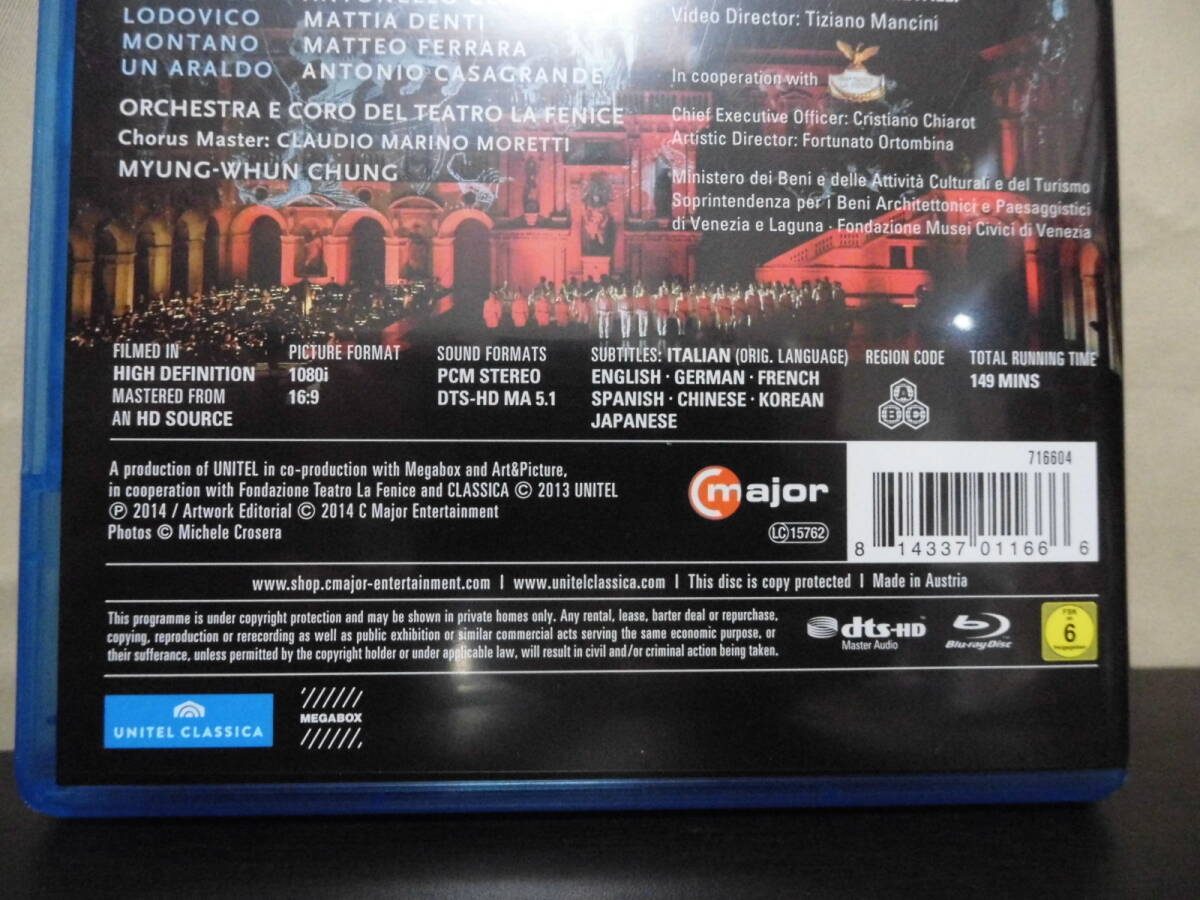 LODOVICO MATTIA DENTI
MONTANO MATTEO FERRARA
UN ARALDO ANTONIO CASAGRANDE
ORCHESTRA E CORO DEL TEATRO LA FENICE
Chorus Master: CLAUDIO MARINO MORETTI
MYUNG-WHUN CHUNG
Video Director: Tiziano Mancini
In cooperation with
Chief Executive Officer: Cristiano Chiarot
Artistic Director: Fortunato Ortombina
Ministero dei Beni e delle Attività Culturali e del Turismo
Soprintendenza per i Beni Architettonici e Paesaggistici
di Venezia e Laguna · Fondazione Musei Civici di Venezia
FILMED IN
HIGH DEFINITION
MASTERED FROM
AN HD SOURCE
PICTURE FORMAT
1080i
16:9
SOUND FORMATS
PCM STEREO
DTS-HD MA 5.1
SUBTITLES: ITALIAN (ORIG. LANGUAGE)
ENGLISH · GERMAN · FRENCH
SPANISH · CHINESE · KOREAN
JAPANESE
REGION CODE
A
B C
TOTAL RUNNING TIME
149 MINS
A production of UNITEL in co-production with Megabox and Art&Picture,
in cooperation with Fondazione Teatro La Fenice and CLASSICA © 2013 UNITEL
℗ 2014 / Artwork Editorial © 2014 C Major Entertainment
Photos © Michele Crosera
C major
LC 15762
716604
8 14337 01166 6
www.shop.cmajor-entertainment.com | www.unitelclassica.com | This disc is copy protected | Made in Austria
This programme is under copyright protection and may be shown in private homes only. Any rental, lease, barter deal or repurchase,
copying, reproduction or rerecording as well as public exhibition or similar commercial acts serving the same economic purpose, or
their sufferance, unless permitted by the copyright holder or under applicable law, will result in civil and/or criminal action being taken.
dts-HD
Master Audio
Blu-ray Disc
FSK
6
UNITEL CLASSICA
MEGABOX